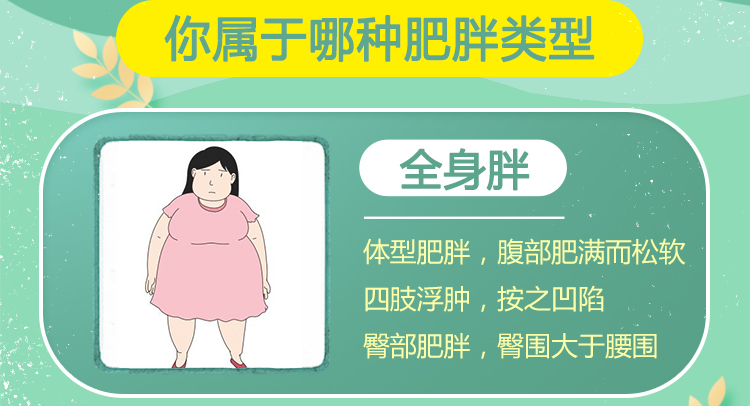 你属于哪种肥胖类型
全身胖
体型肥胖，腹部肥满而松软
四肢浮肿，按之凹陷
臀部肥胖，臀围大于腰围